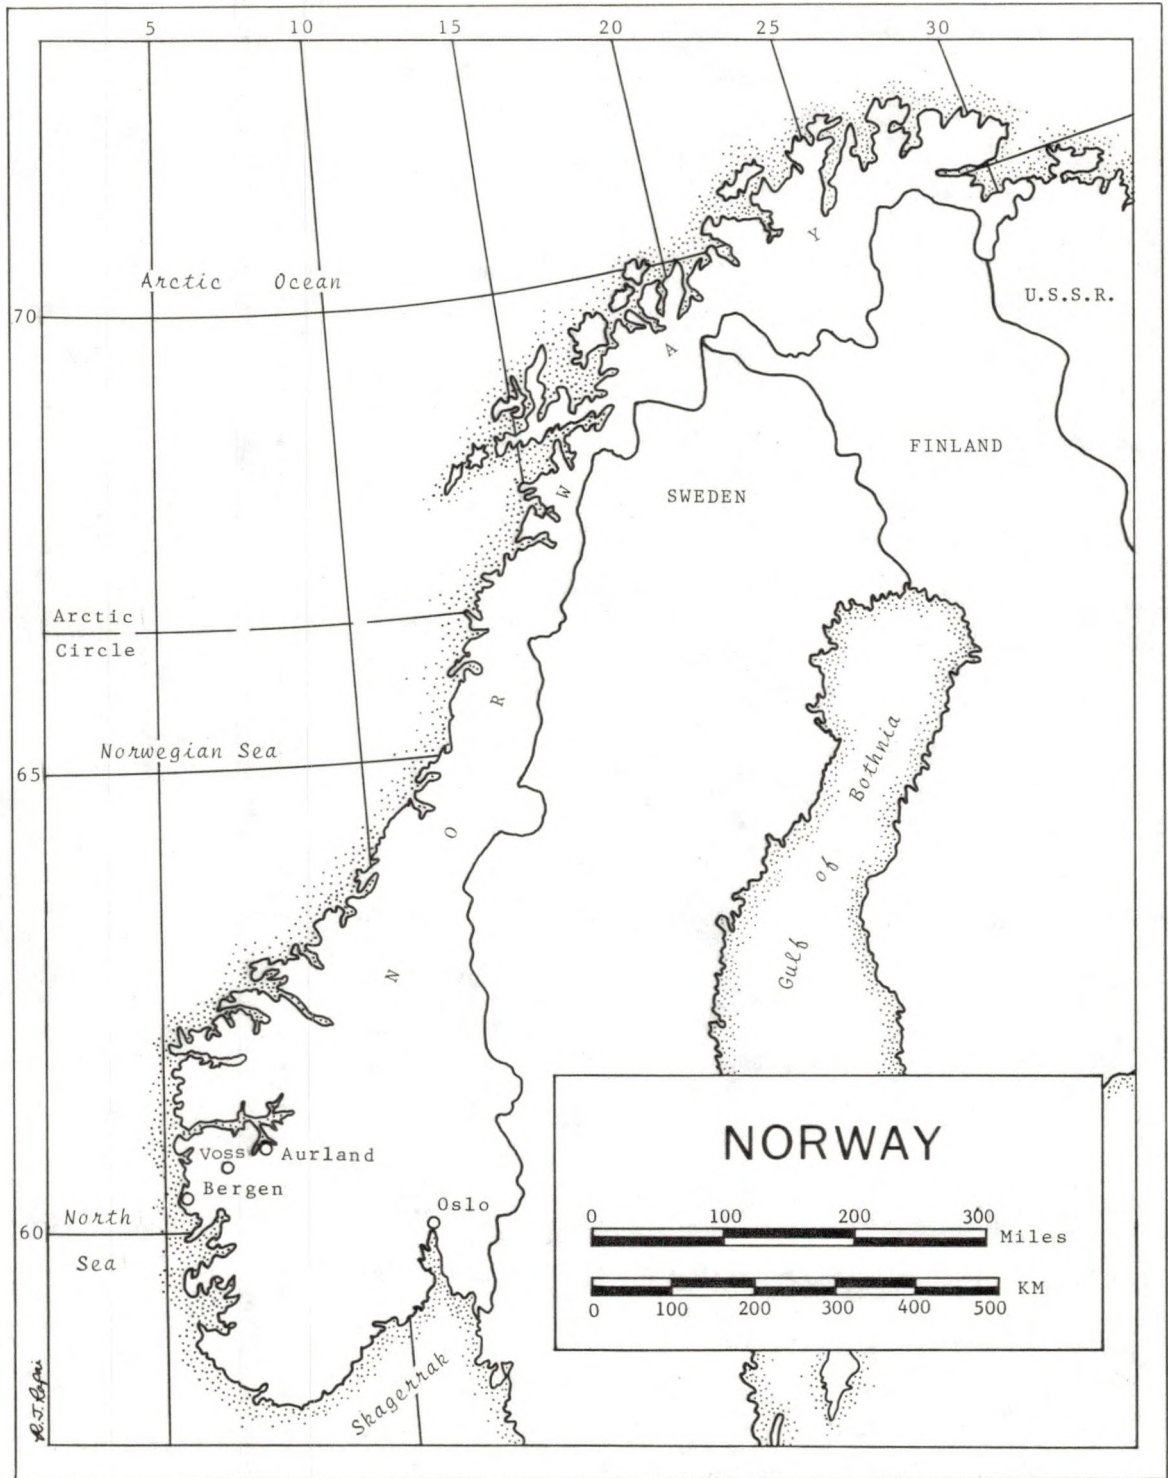 5 10 15 20 25 30
Y
Arctic Ocean
U.S.S.R.
70
A
FINLAND
W
SWEDEN
Arctic
Circle
R
Norwegian Sea
65
Bothnia
O
of
N
Gulf
NORWAY
Voss
Aurland
Bergen
Oslo
North
60
Sea
0 100 200 300
Miles
KM
0 100 200 300 400 500
Skagerrak